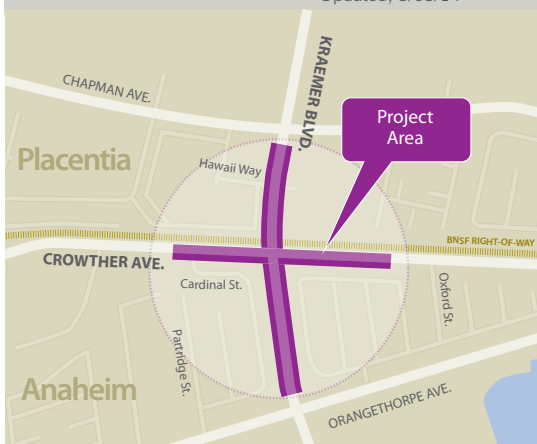 CHAPMAN AVE.
KRAEMER BLVD.
Project
Area
Placentia
Hawaii Way
BNSF RIGHT-OF-WAY
CROWTHER AVE.
Cardinal St.
Oxford St.
Partridge St.
Anaheim
ORANGETHORPE AVE.